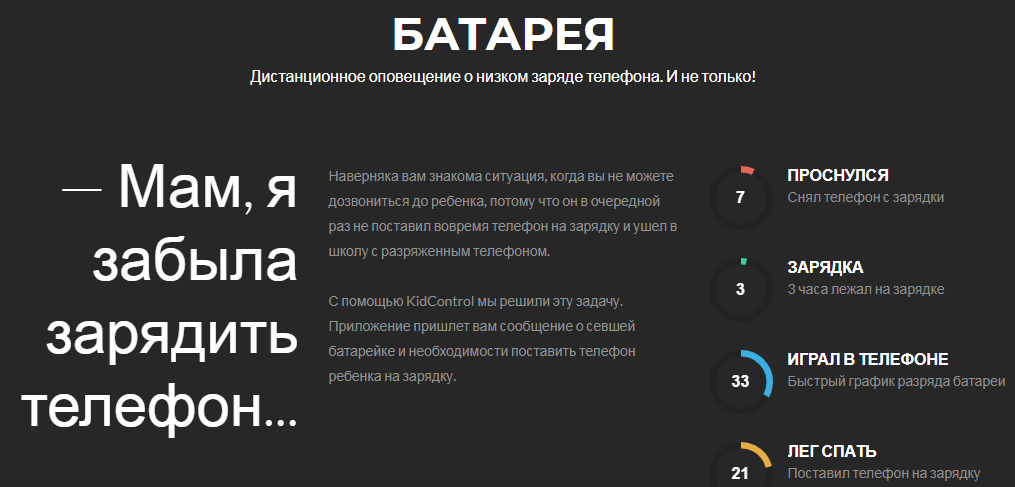 БАТАРЕЯ
Дистанционное оповещение о низком заряде телефона. И не только!
— Мам, я
забыла
зарядить
телефон...
Наверняка вам знакома ситуация, когда вы не можете
дозвониться до ребенка, потому что он в очередной
раз не поставил вовремя телефон на зарядку и ушел в
школу с разряженным телефоном.
С помощью KidControl мы решили эту задачу.
Приложение пришлет вам сообщение о севшей
батарейке и необходимости поставить телефон
ребенка на зарядку.
7
ПРОСНУЛСЯ
Снял телефон с зарядки
3
ЗАРЯДКА
3 часа лежал на зарядке
33
ИГРАЛ В ТЕЛЕФОНЕ
Быстрый график разряда батареи
21
ЛЕГ СПАТЬ
Поставил телефон на зарядку